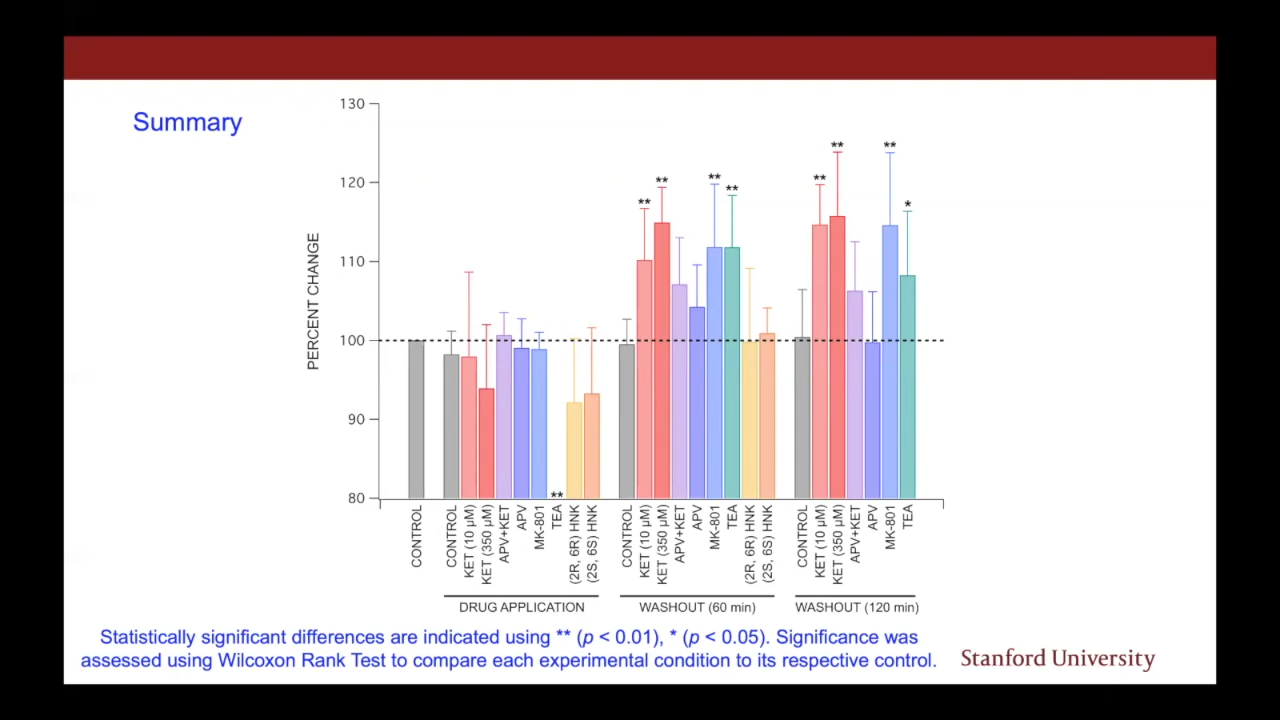 Summary
130
120
110
100
90
80
PERCENT CHANGE
** ** ** **
** ** ** *
**
CONTROL
CONTROL
KET (10 µM)
KET (350 µM)
APV+KET
APV
MK-801
TEA
(2R, 6R) HNK
(2S, 6S) HNK
CONTROL
KET (10 µM)
KET (350 µM)
APV+KET
APV
MK-801
TEA
(2R, 6R) HNK
(2S, 6S) HNK
CONTROL
KET (10 µM)
KET (350 µM)
APV+KET
APV
MK-801
TEA
DRUG APPLICATION
WASHOUT (60 min)
WASHOUT (120 min)
Statistically significant differences are indicated using ** (p < 0.01), * (p < 0.05). Significance was
assessed using Wilcoxon Rank Test to compare each experimental condition to its respective control.
Stanford University